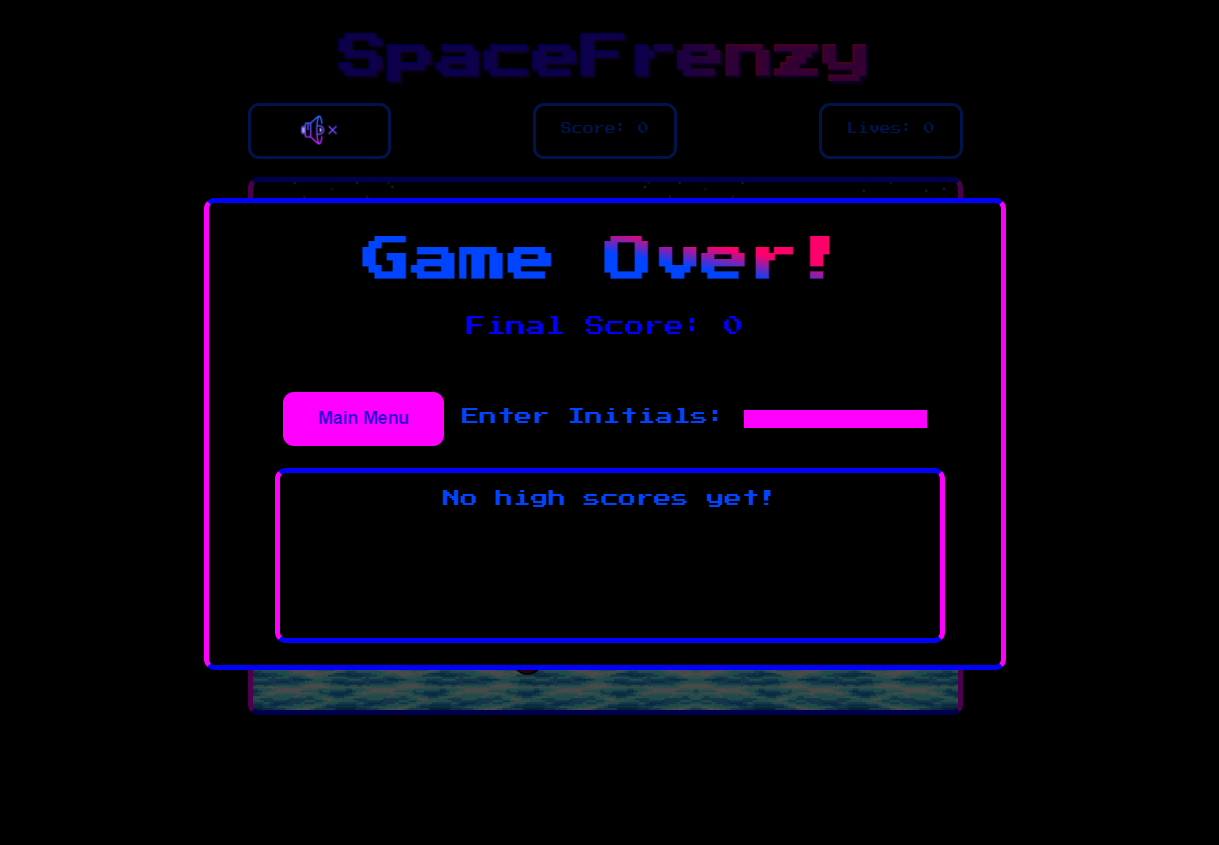 SpaceFrenzy
Score: 0
Lives: 0
Game Over!
Final Score: 0
Main Menu
Enter Initials:
No high scores yet!